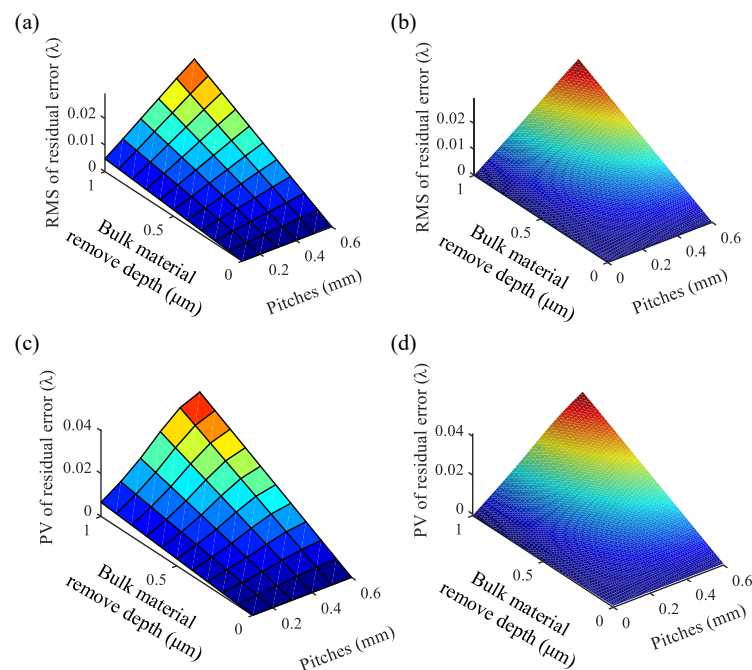 (a)
RMS of residual error (λ)
0.02
0.01
0
1
0.5
0
Bulk material
remove depth (μm)
0.2
0.4
0.6
Pitches (mm)
(b)
RMS of residual error (λ)
0.02
0.01
0
1
0.5
0
Bulk material
remove depth (μm)
0
0.2
0.4
0.6
Pitches (mm)
(c)
PV of residual error (λ)
0.04
0.02
0
1
0.5
0
Bulk material
remove depth (μm)
0.2
0.4
0.6
Pitches (mm)
(d)
PV of residual error (λ)
0.04
0.02
0
1
0.5
0
Bulk material
remove depth (μm)
0
0.2
0.4
0.6
Pitches (mm)